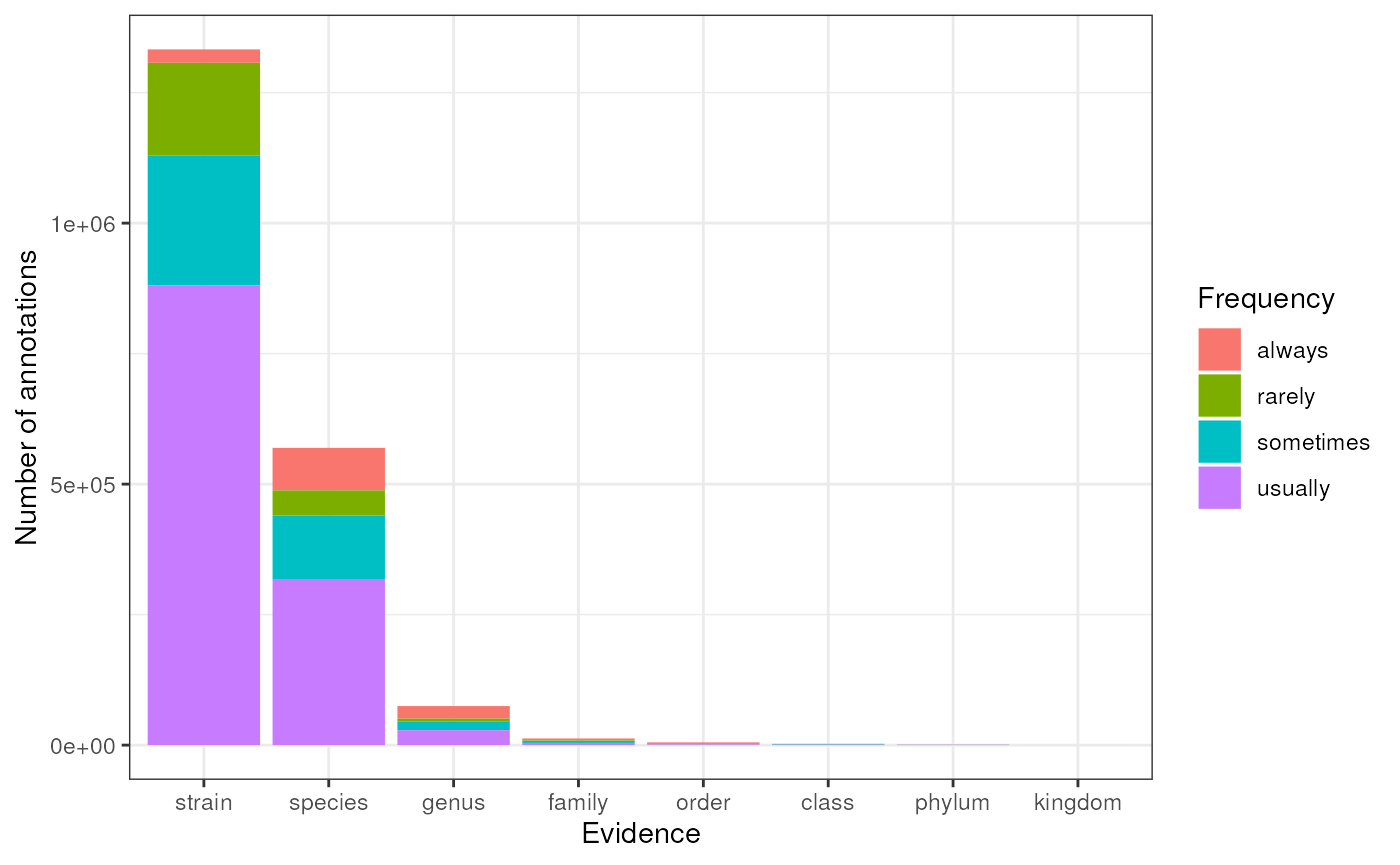 Number of annotations
1e+06
5e+05
0e+00
strain species genus family order class phylum kingdom
Evidence
Frequency
always
rarely
sometimes
usually